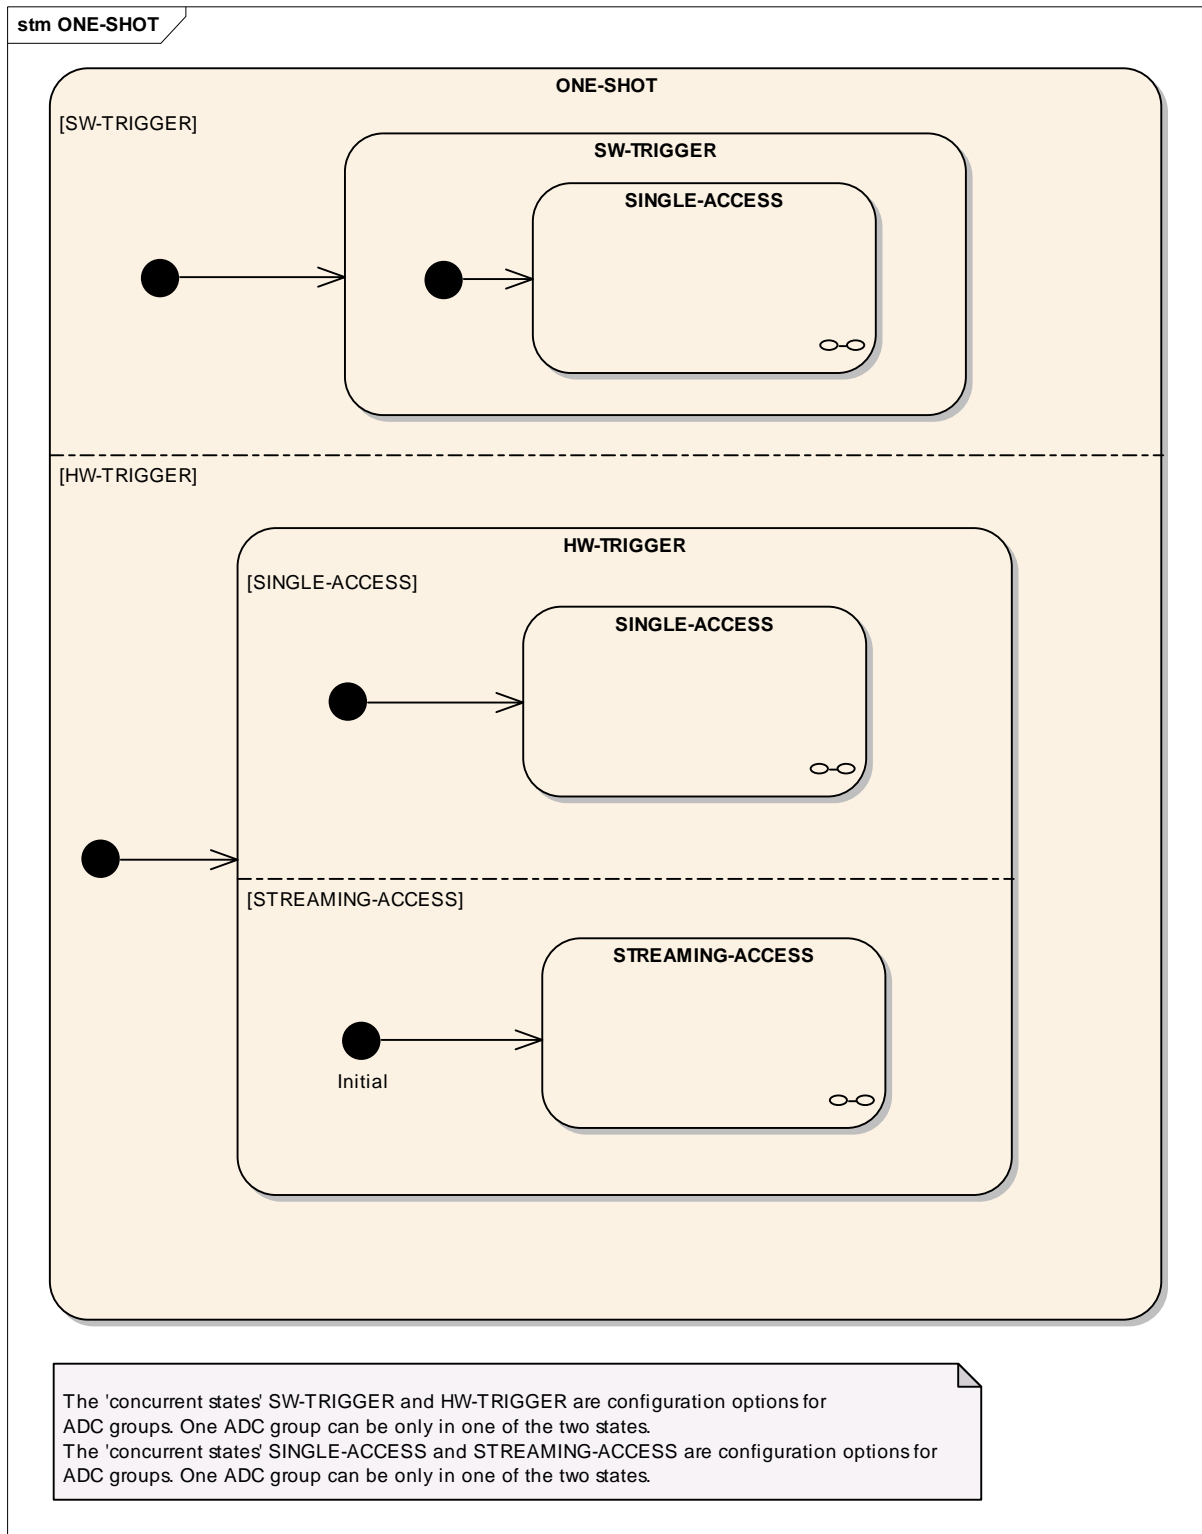 stm ONE-SHOT
ONE-SHOT
[SW-TRIGGER]
SW-TRIGGER
SINGLE-ACCESS
[HW-TRIGGER]
HW-TRIGGER
[SINGLE-ACCESS]
SINGLE-ACCESS
[STREAMING-ACCESS]
STREAMING-ACCESS
Initial
The 'concurrent states' SW-TRIGGER and HW-TRIGGER are configuration options for
ADC groups. One ADC group can be only in one of the two states.
The 'concurrent states' SINGLE-ACCESS and STREAMING-ACCESS are configuration options for
ADC groups. One ADC group can be only in one of the two states.